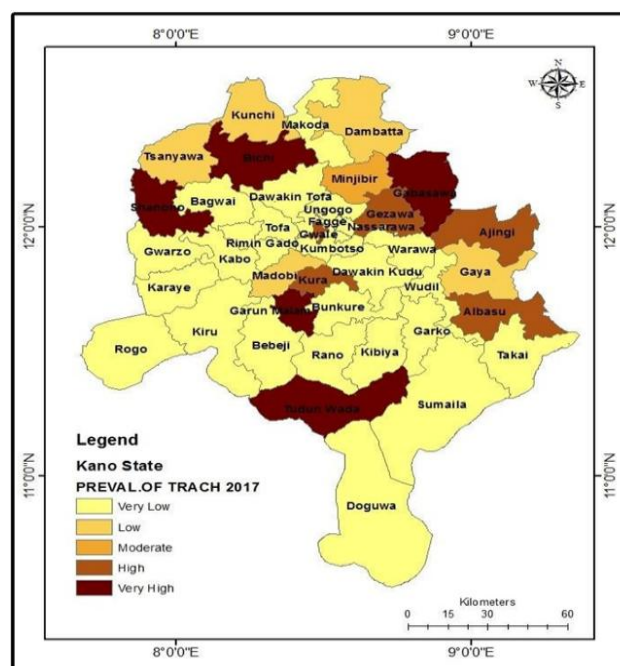 8°0'0"E
9°0'0"E
N
W
E
S
Kunchi
Makoda
Dambatta
Tsanyawa
Bichi
Minjibir
Gabasawa
Shanono
Bagwai
Dawakin Tofa
Ungogo
Gezawa
12°0'0"N
12°0'0"N
Tofa
Fagge
Nassarawa
Ajingi
Gwale
Gwarzo
Rimin Gado
Kumbotso
Warawa
Kabo
Madobi
Kura
Dawakin Kudu
Gaya
Karaye
Wudil
Garun Malam
Bunkure
Albasu
Kiru
Garko
Rogo
Bebeji
Rano
Kibiya
Takai
Tudun Wada
Sumaila
Legend
Kano State
PREVAL.OF TRACH 2017
Very Low
Low
Moderate
High
Very High
11°0'0"N
11°0'0"N
Doguwa
Kilometers
0 15 30 60
8°0'0"E
9°0'0"E